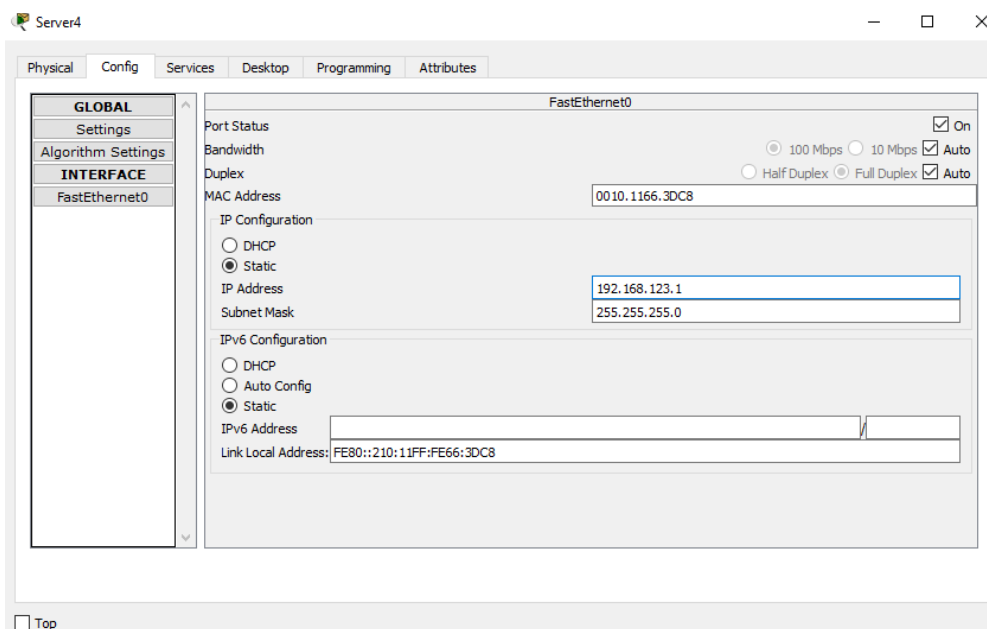 Server4
Physical Config Services Desktop Programming Attributes
GLOBAL
Settings
Algorithm Settings
INTERFACE
FastEthernet0
FastEthernet0
Port Status On
Bandwidth 100 Mbps 10 Mbps Auto
Duplex Half Duplex Full Duplex Auto
MAC Address 0010.1166.3DC8
IP Configuration
DHCP
Static
IP Address 192.168.123.1
Subnet Mask 255.255.255.0
IPv6 Configuration
DHCP
Auto Config
Static
IPv6 Address /
Link Local Address: FE80::210:11FF:FE66:3DC8
Top